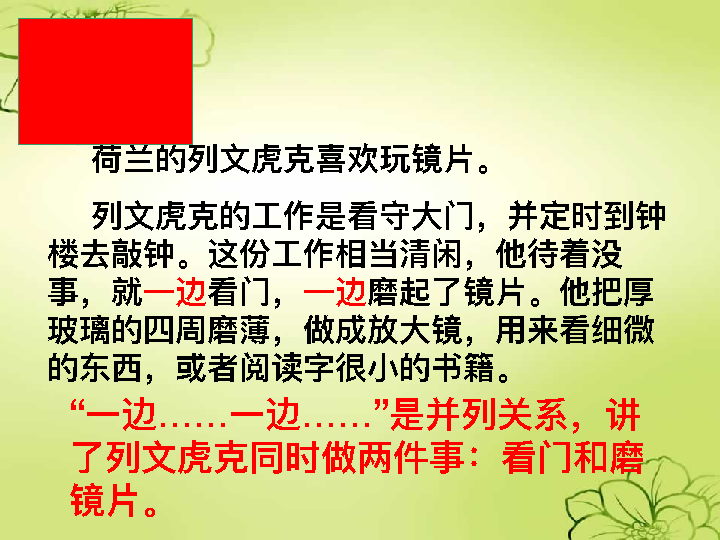 荷兰的列文虎克喜欢玩镜片。
列文虎克的工作是看守大门，并定时到钟
楼去敲钟。这份工作相当清闲，他待着没
事，就一边看门，一边磨起了镜片。他把厚
玻璃的四周磨薄，做成放大镜，用来看细微
的东西，或者阅读字很小的书籍。
“一边……一边……”是并列关系，讲
了列文虎克同时做两件事：看门和磨
镜片。